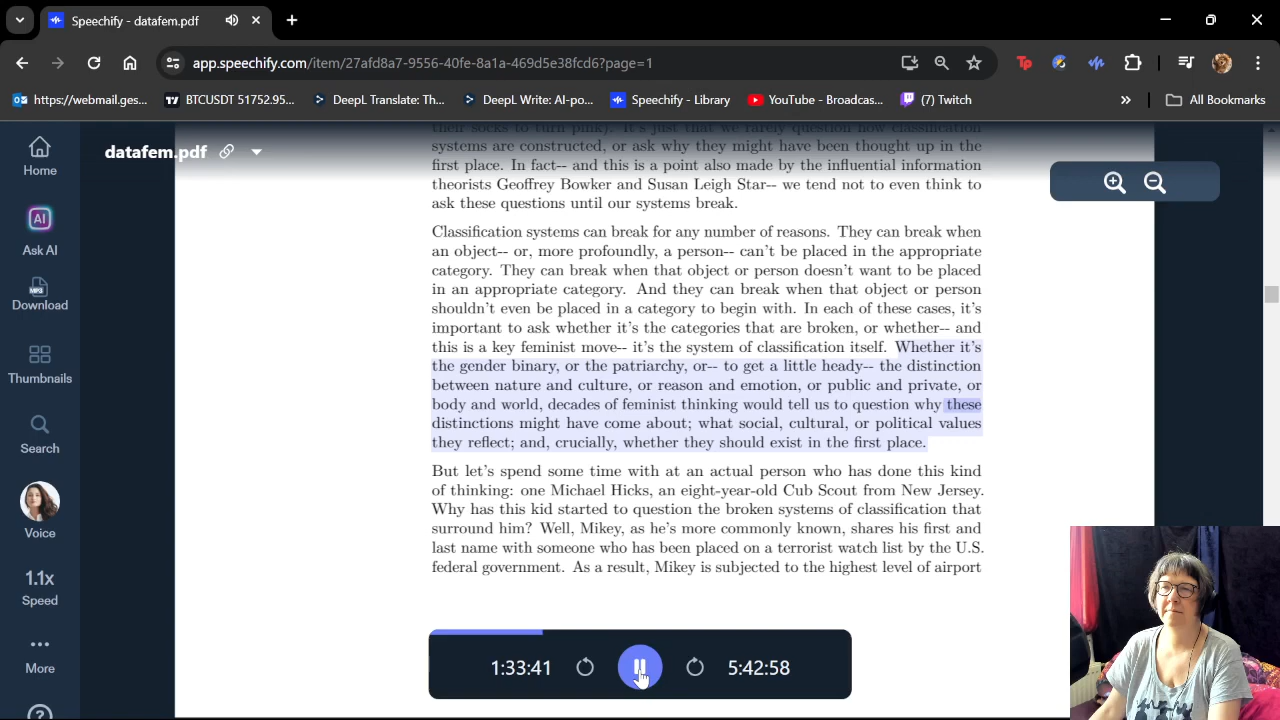 Speechify - datafem.pdf
app.speechify.com/item/27afd8a7-9556-40fe-8a1a-469d5e38fcd6?page=1
https://webmail.ges...
BTCUSDT 51752.95...
DeepL Translate: Th...
DeepL Write: AI-po...
Speechify - Library
YouTube - Broadcas...
(7) Twitch
»
All Bookmarks
datafem.pdf
Home
AI
Ask AI
MP3
Download
Thumbnails
Search
Voice
1.1x
Speed
More
their socks to turn pink). It's just that we rarely question how classification
systems are constructed, or ask why they might have been thought up in the
first place. In fact-- and this is a point also made by the influential information
theorists Geoffrey Bowker and Susan Leigh Star-- we tend not to even think to
ask these questions until our systems break.
Classification systems can break for any number of reasons. They can break when
an object-- or, more profoundly, a person-- can't be placed in the appropriate
category. They can break when that object or person doesn't want to be placed
in an appropriate category. And they can break when that object or person
shouldn't even be placed in a category to begin with. In each of these cases, it's
important to ask whether it's the categories that are broken, or whether-- and
this is a key feminist move-- it's the system of classification itself. Whether it's
the gender binary, or the patriarchy, or-- to get a little heady-- the distinction
between nature and culture, or reason and emotion, or public and private, or
body and world, decades of feminist thinking would tell us to question why these
distinctions might have come about; what social, cultural, or political values
they reflect; and, crucially, whether they should exist in the first place.
But let's spend some time with at an actual person who has done this kind
of thinking: one Michael Hicks, an eight-year-old Cub Scout from New Jersey.
Why has this kid started to question the broken systems of classification that
surround him? Well, Mikey, as he's more commonly known, shares his first and
last name with someone who has been placed on a terrorist watch list by the U.S.
federal government. As a result, Mikey is subjected to the highest level of airport
1:33:41
5:42:58